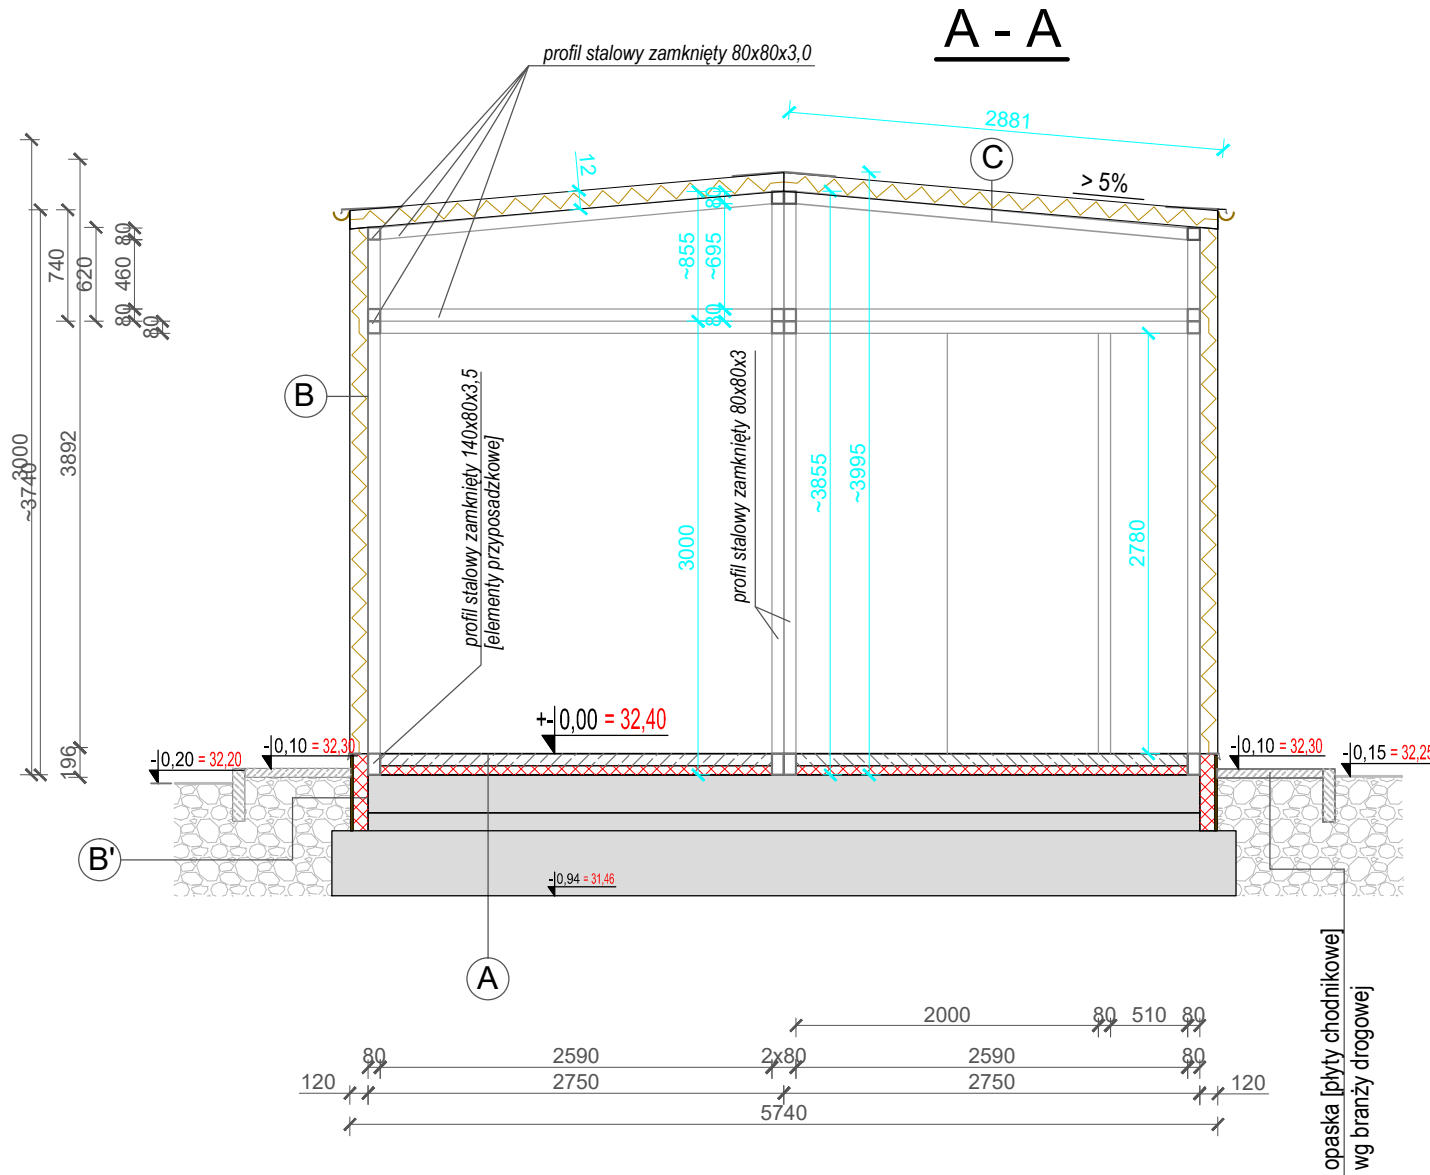 A - A
profil stalowy zamknięty 80x80x3,0
2881
12
C
> 5%
80
~855
~695
80
740
620
80
460
80
80
3000
~3740
3892
196
B
profil stalowy zamknięty 140x80x3,5
[elementy przyposadzkowe]
profil stalowy zamknięty 80x80x3
3000
~3855
~3995
2780
+-0,00 = 32,40
-0,20 = 32,20
-0,10 = 32,30
-0,10 = 32,30
-0,15 = 32,25
B'
-0,94 = 31,46
A
opaska [płyty chodnikowe]
wg branży drogowej
2000
80
510
80
80
2590
2x80
2590
80
120
2750
2750
120
5740